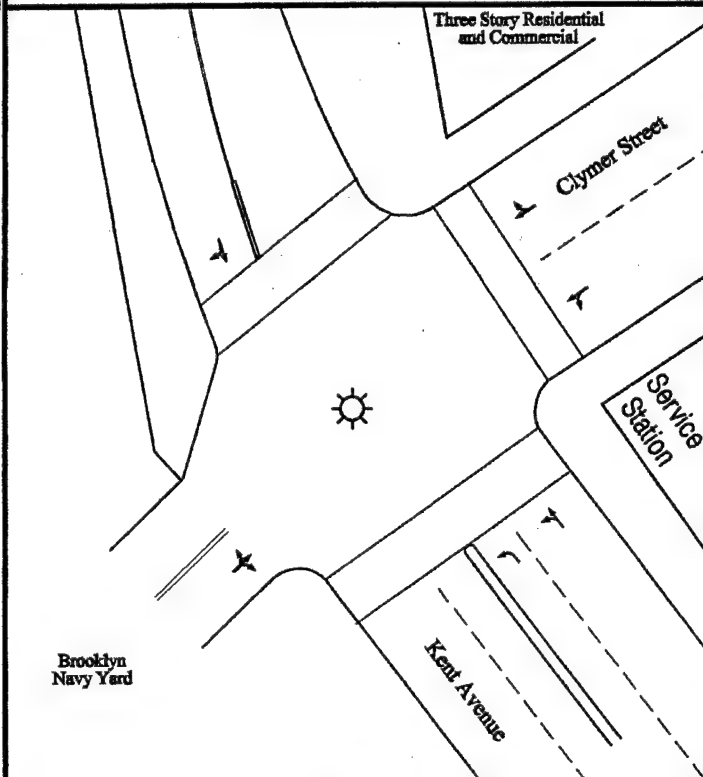 Three Story Residential
and Commercial
Clymer Street
Service
Station
Brooklyn
Navy Yard
Kent Avenue